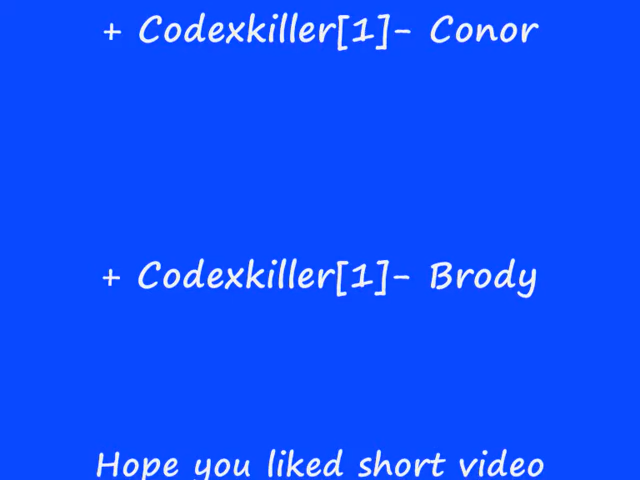 + Codexkiller[1]- Conor
+ Codexkiller[1]- Brody
Hope you liked short video